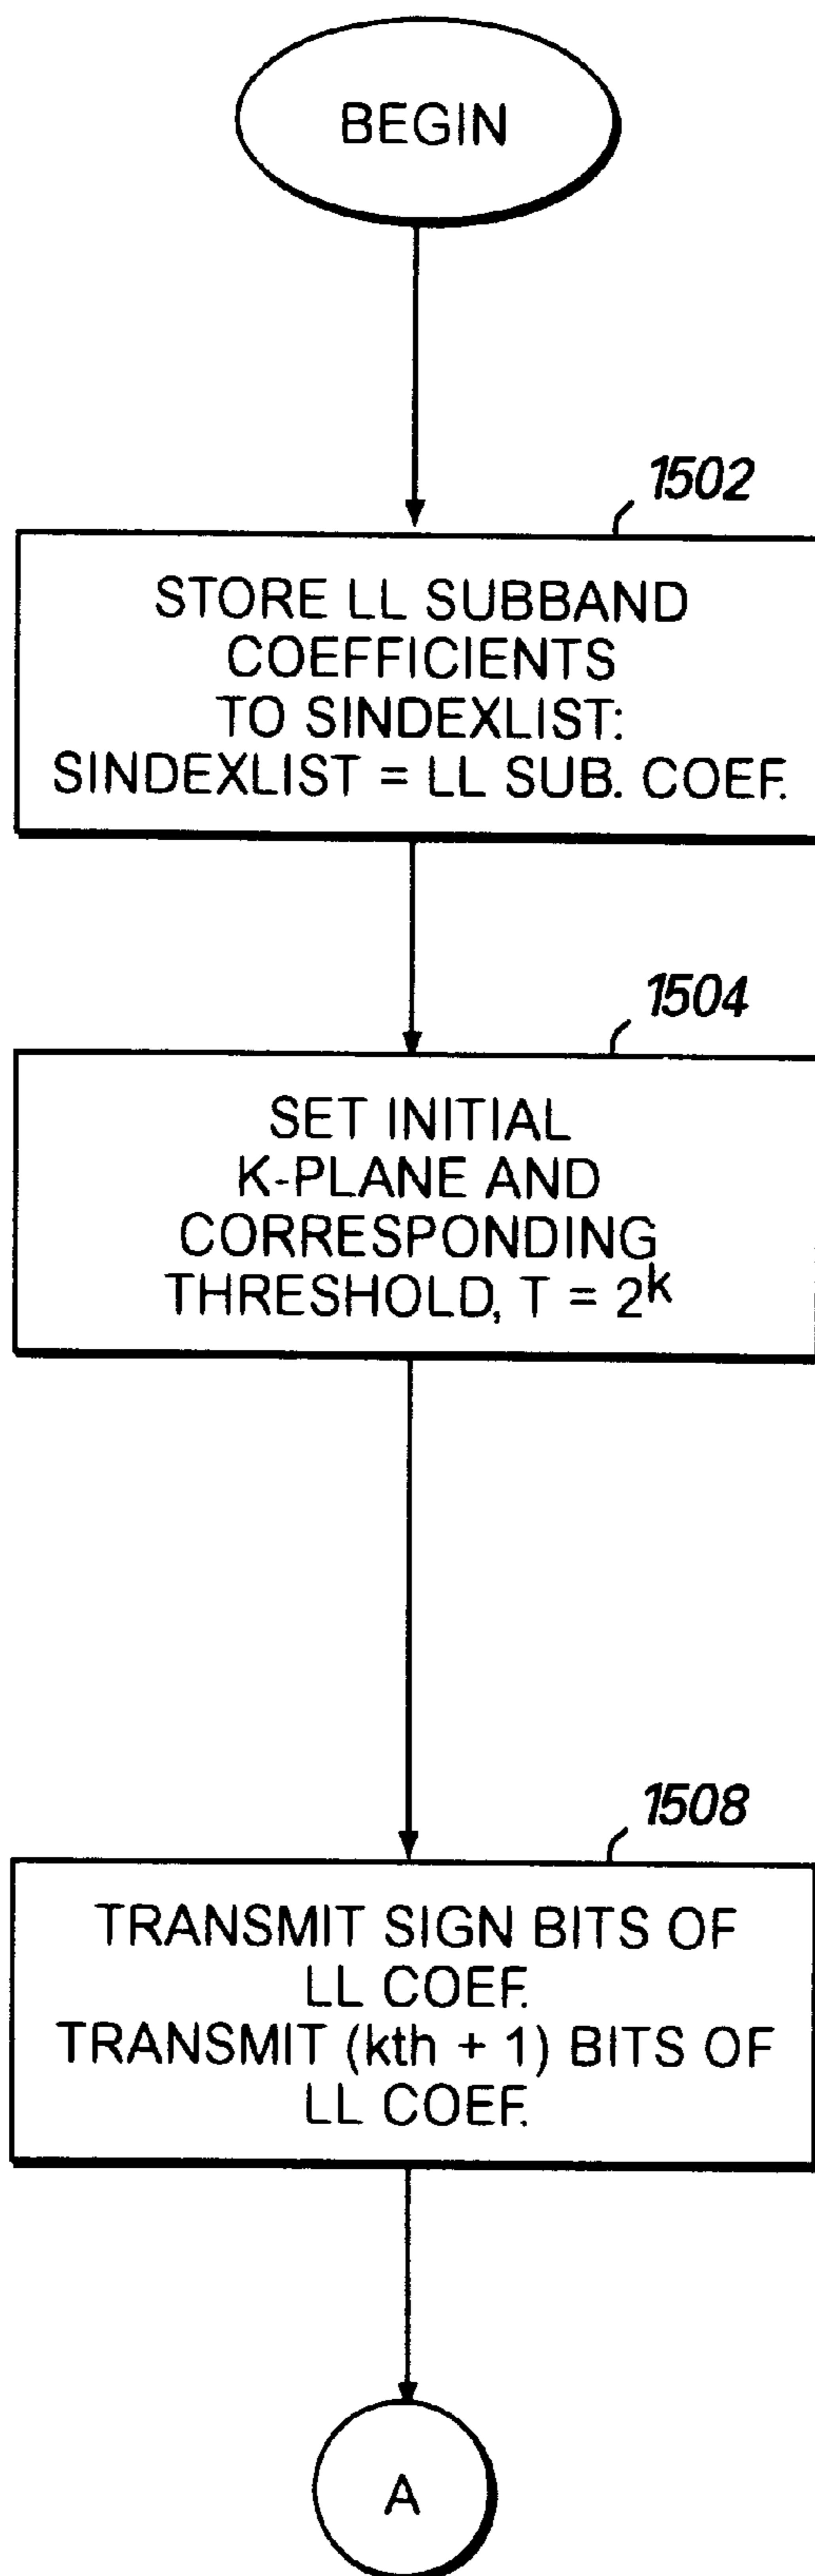 BEGIN
1502
STORE LL SUBBAND
COEFFICIENTS
TO SINDEXLIST:
SINDEXLIST = LL SUB. COEF.
1504
SET INITIAL
K-PLANE AND
CORRESPONDING
THRESHOLD, T = 2^k
1508
TRANSMIT SIGN BITS OF
LL COEF.
TRANSMIT (kth + 1) BITS OF
LL COEF.
A